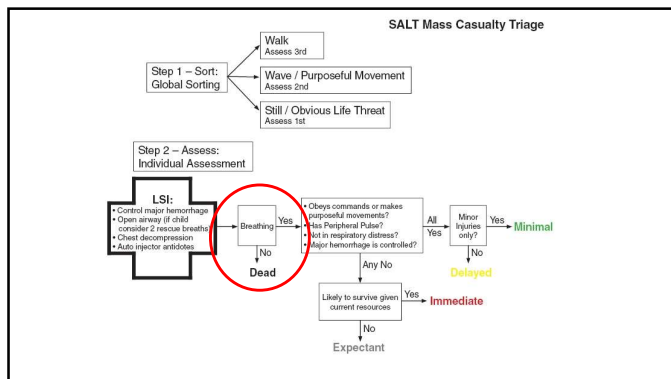 SALT Mass Casualty Triage
Walk
Assess 3rd
Step 1 – Sort:
Global Sorting
Wave / Purposeful Movement
Assess 2nd
Still / Obvious Life Threat
Assess 1st
Step 2 – Assess:
Individual Assessment
LSI:
• Control major hemorrhage
• Open airway (if child
consider 2 rescue breaths)
• Chest decompression
• Auto injector antidotes
Breathing
Yes
No
Dead
• Obeys commands or makes
purposeful movements?
• Has Peripheral Pulse?
• Not in respiratory distress?
• Major hemorrhage is controlled?
All
Yes
Minor
Injuries
only?
Yes
Minimal
No
Delayed
Any No
Likely to survive given
current resources
Yes
Immediate
No
Expectant